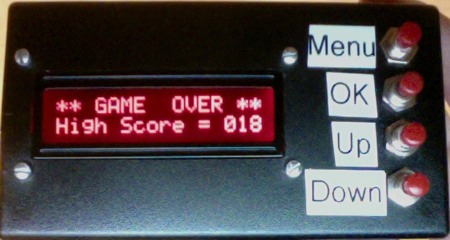 ** GAME  OVER **
High Score = 018
Menu
OK
Up
Down